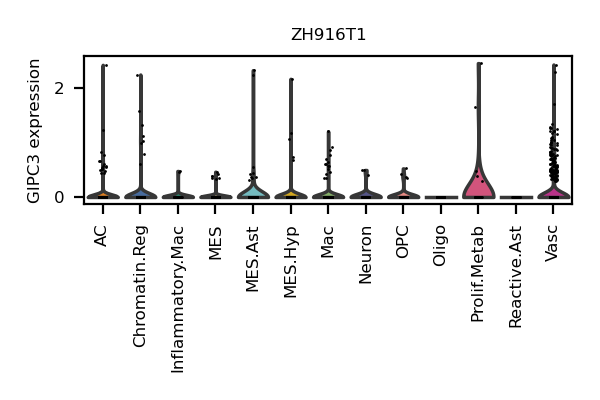 ZH916T1
GIPC3 expression
2
0
AC
Chromatin.Reg
Inflammatory.Mac
MES
MES.Ast
MES.Hyp
Mac
Neuron
OPC
Oligo
Prolif.Metab
Reactive.Ast
Vasc